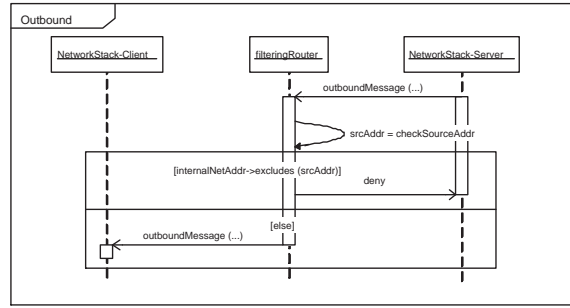 Outbound
NetworkStack-Client
filteringRouter
NetworkStack-Server
outboundMessage (...)
srcAddr = checkSourceAddr
[internalNetAddr->excludes (srcAddr)]
deny
[else]
outboundMessage (...)